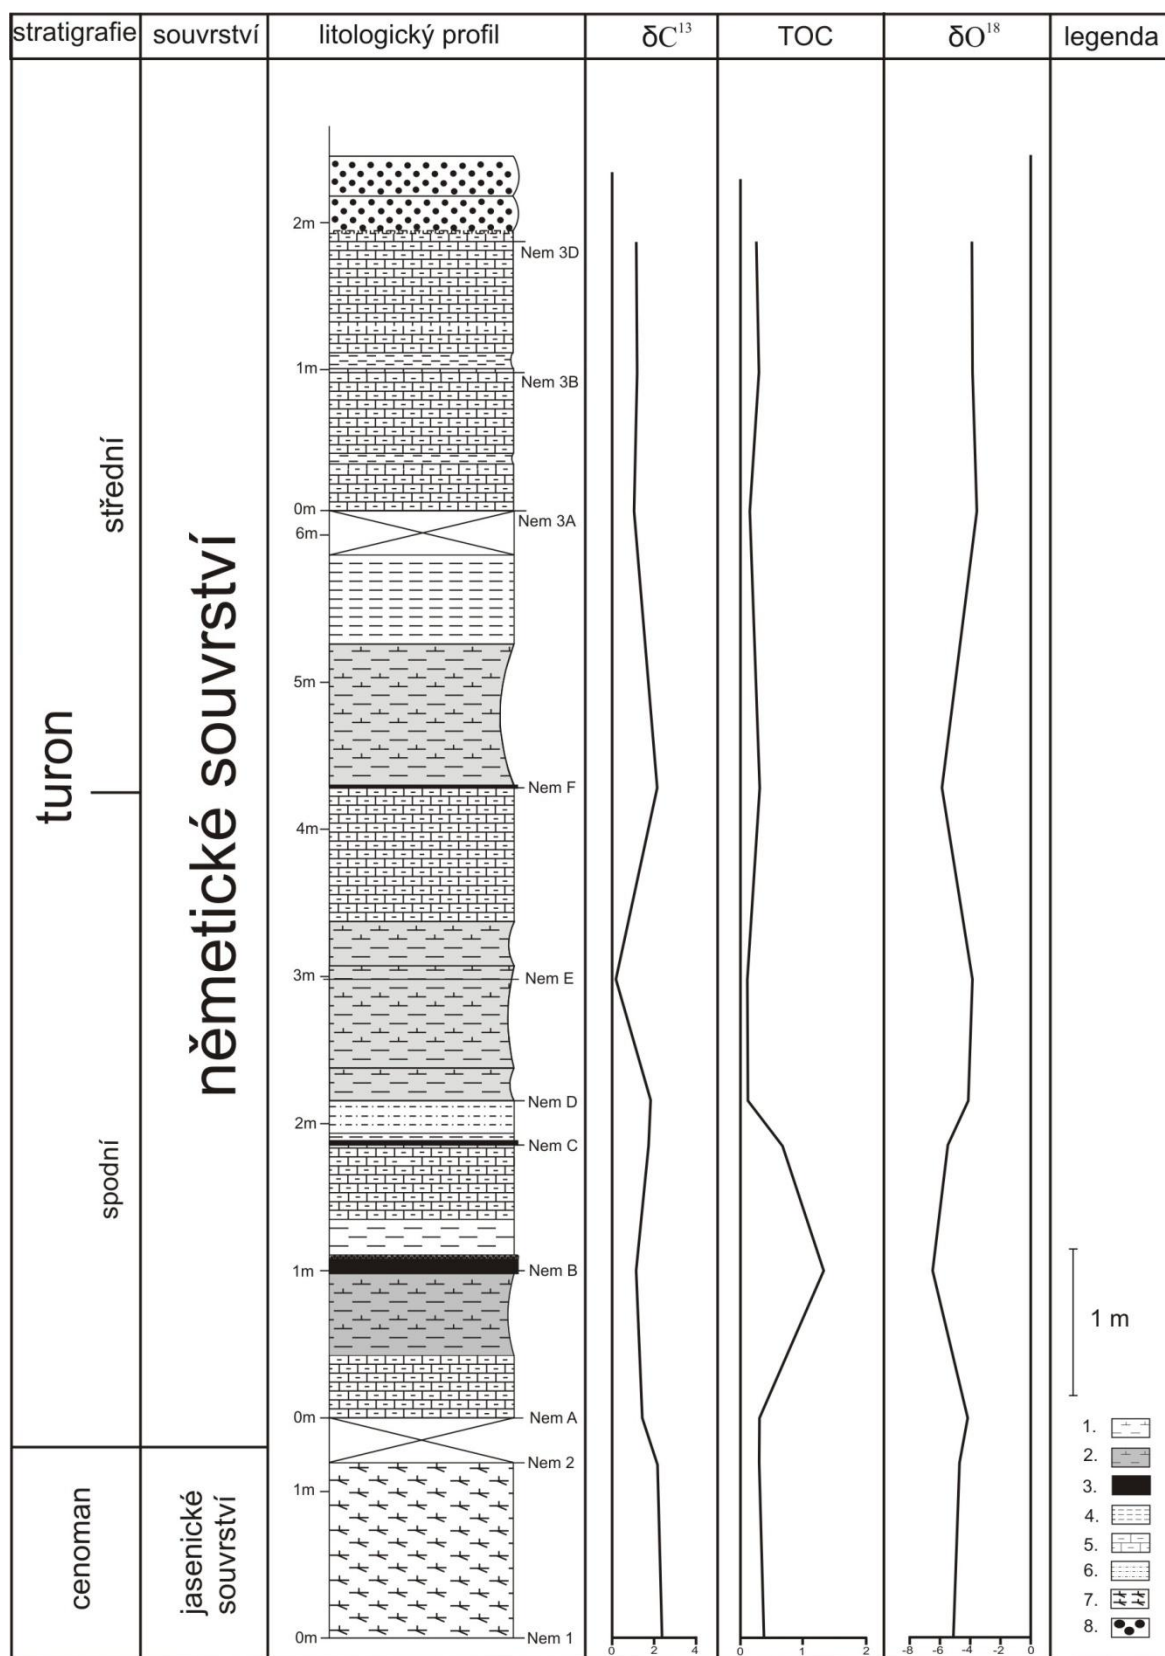 stratigrafie souvrství litologický profil δC¹³ TOC δO¹⁸ legenda
2m
Nem 3D
1m
Nem 3B
střední
0m
Nem 3A
6m
5m
turon
německé souvrství
Nem F
4m
3m
Nem E
Nem D
2m
Nem C
spodní
1m
Nem B
1 m
0m
Nem A
1.
2.
Nem 2
cenoman
jasenické
souvrství
1m
3.
4.
5.
6.
7.
8.
0m
Nem 1
0 2 4
0 1 2
-8 -6 -4 -2 0